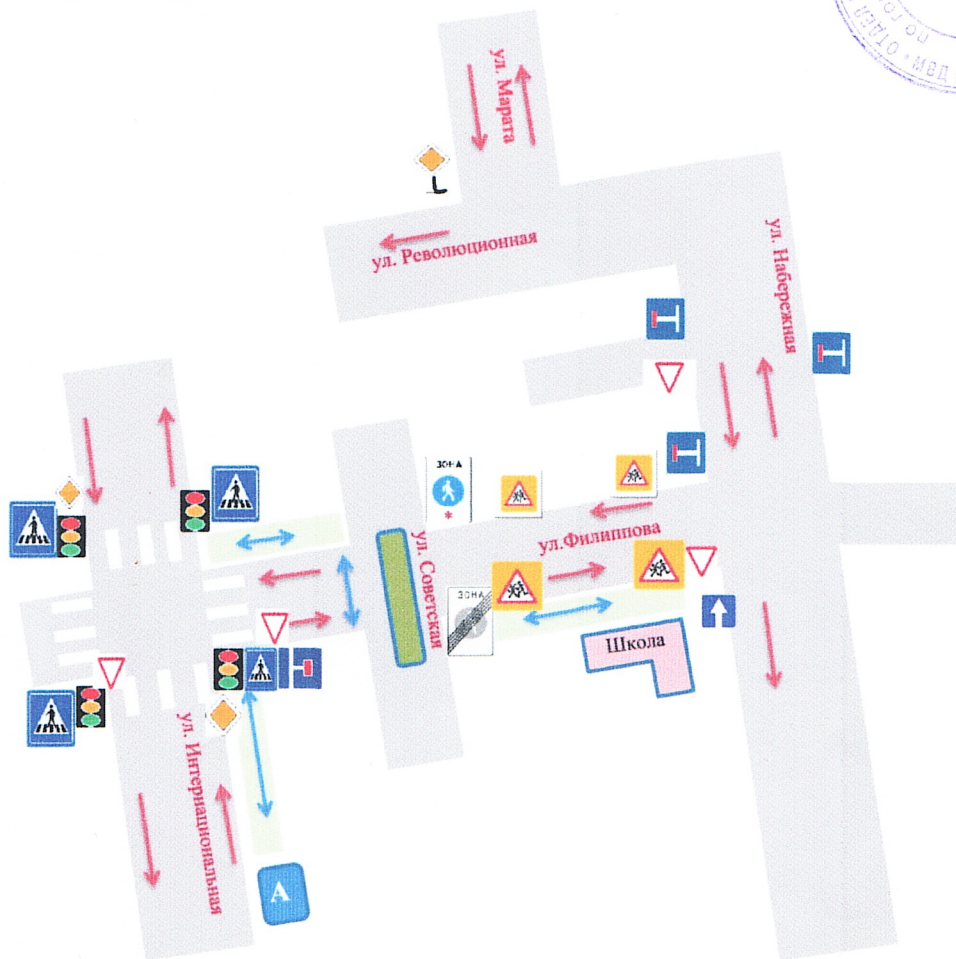 ул. Марата
ул. Революционная
ул. Набережная
ЗОНА
ул.Филиппова
ул. Советская
ЗОНА
Школа
ул. Интернациональная
А